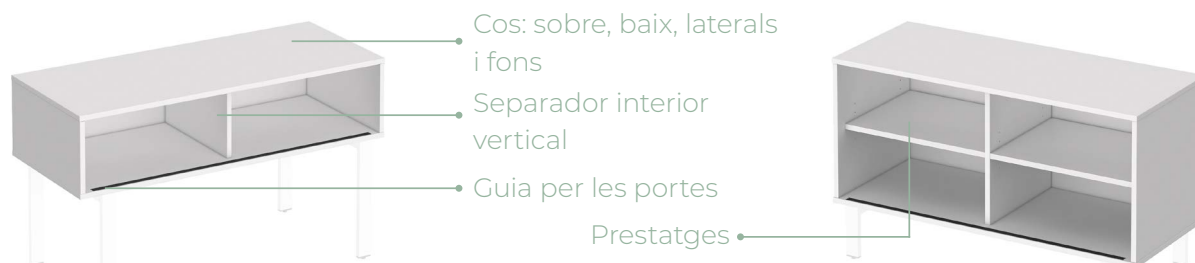 Cos: sobre, baix, laterals
i fons
Separador interior
vertical
Guia per les portes
Prestatges